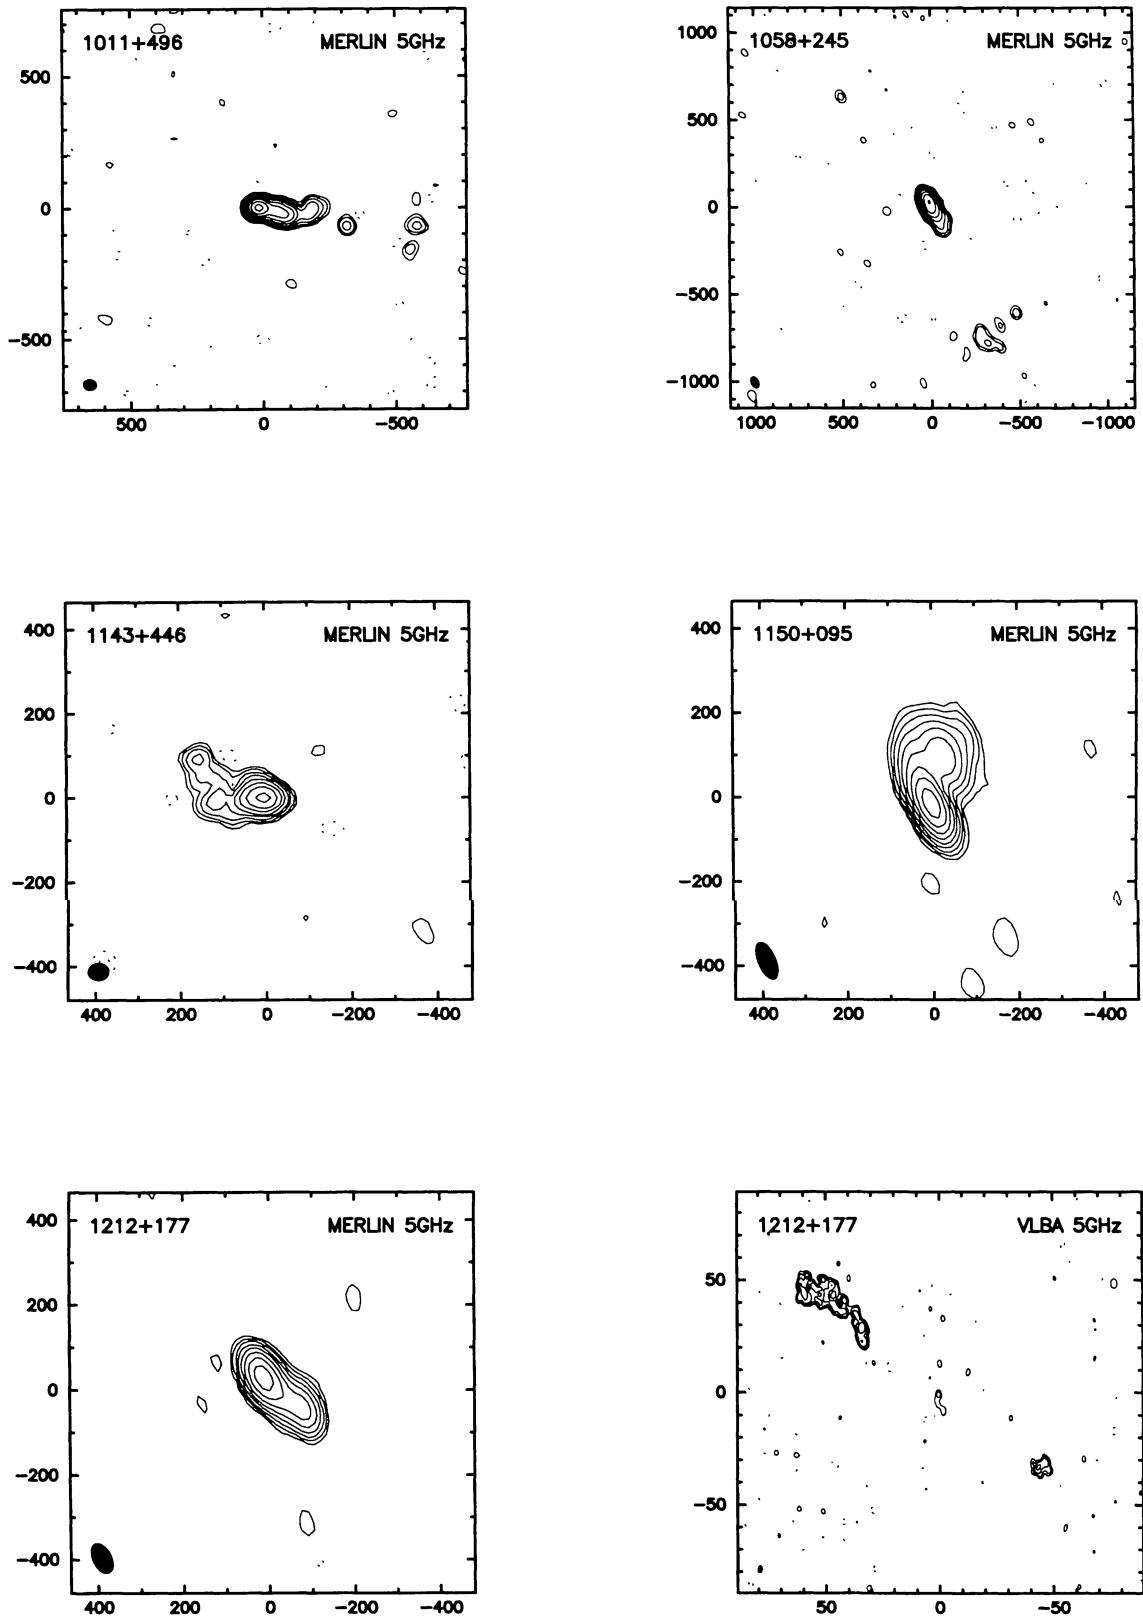 1011+496 MERLIN 5GHz
500
0
−500
500 0 −500
1058+245 MERLIN 5GHz
1000
500
0
−500
−1000
1000 500 0 −500 −1000
1143+446 MERLIN 5GHz
400
200
0
−200
−400
400 200 0 −200 −400
1150+095 MERLIN 5GHz
400
200
0
−200
−400
400 200 0 −200 −400
1212+177 MERLIN 5GHz
400
200
0
−200
−400
400 200 0 −200 −400
1212+177 VLBA 5GHz
50
0
−50
50 0 −50